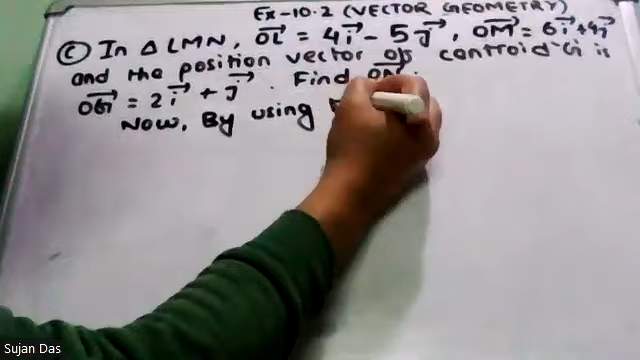 Ex-10.2 (VECTOR GEOMETRY)
(c) In △ LMN, OL→ = 4i→ - 5j→, OM→ = 6i→ + 4j→
and the position vector of centroid 'G' is
OG→ = 2i→ + j→. Find ON→.
Now, By using
Sujan Das